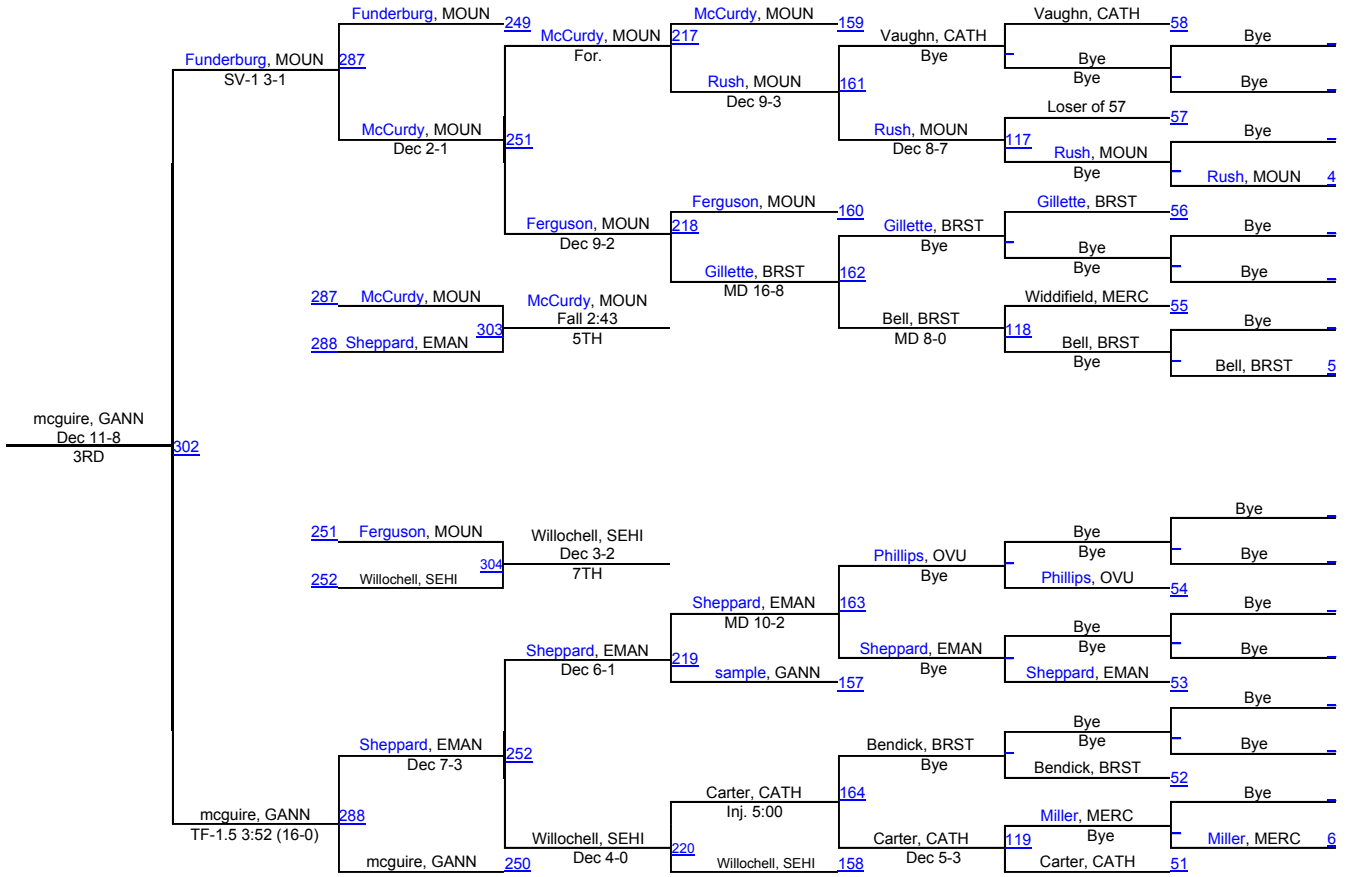 Funderburg, MOUN 249
McCurdy, MOUN 159
Vaughn, CATH 58
McCurdy, MOUN 217
Vaughn, CATH
Bye
For.
Bye
Bye
Funderburg, MOUN 287
SV-1 3-1
Bye
Bye
Rush, MOUN 161
Dec 9-3
Loser of 57 57
McCurdy, MOUN 251
Dec 2-1
Rush, MOUN 117
Dec 8-7
Bye
Rush, MOUN
Bye
Rush, MOUN 4
Ferguson, MOUN 160
Gillette, BRST 56
Ferguson, MOUN 218
Dec 9-2
Gillette, BRST
Bye
Bye
Bye
Bye
Gillette, BRST 162
MD 16-8
Bye
287 McCurdy, MOUN
McCurdy, MOUN
Widdifield, MERC 55
303
Fall 2:43
5TH
Bell, BRST 118
MD 8-0
Bye
288 Sheppard, EMAN
Bell, BRST
Bye
Bell, BRST 5
mcguire, GANN
Dec 11-8
302
3RD
Bye
251 Ferguson, MOUN
Willochell, SEHI
Bye
Bye
304
Dec 3-2
7TH
Phillips, OVU
Bye
Bye
252 Willochell, SEHI
Phillips, OVU 54
Sheppard, EMAN 163
MD 10-2
Bye
Bye
Bye
Sheppard, EMAN 219
Dec 6-1
Sheppard, EMAN
Bye
Bye
sample, GANN 157
Sheppard, EMAN 53
Bye
Bye
Bye
Sheppard, EMAN 252
Dec 7-3
Bendick, BRST
Bye
Bye
Bendick, BRST 52
Carter, CATH 164
Inj. 5:00
Bye
mcguire, GANN 288
TF-1.5 3:52 (16-0)
Miller, MERC
Bye
Willochell, SEHI 220
Dec 4-0
Carter, CATH 119
Dec 5-3
Miller, MERC 6
mcguire, GANN 250
Willochell, SEHI 158
Carter, CATH 51